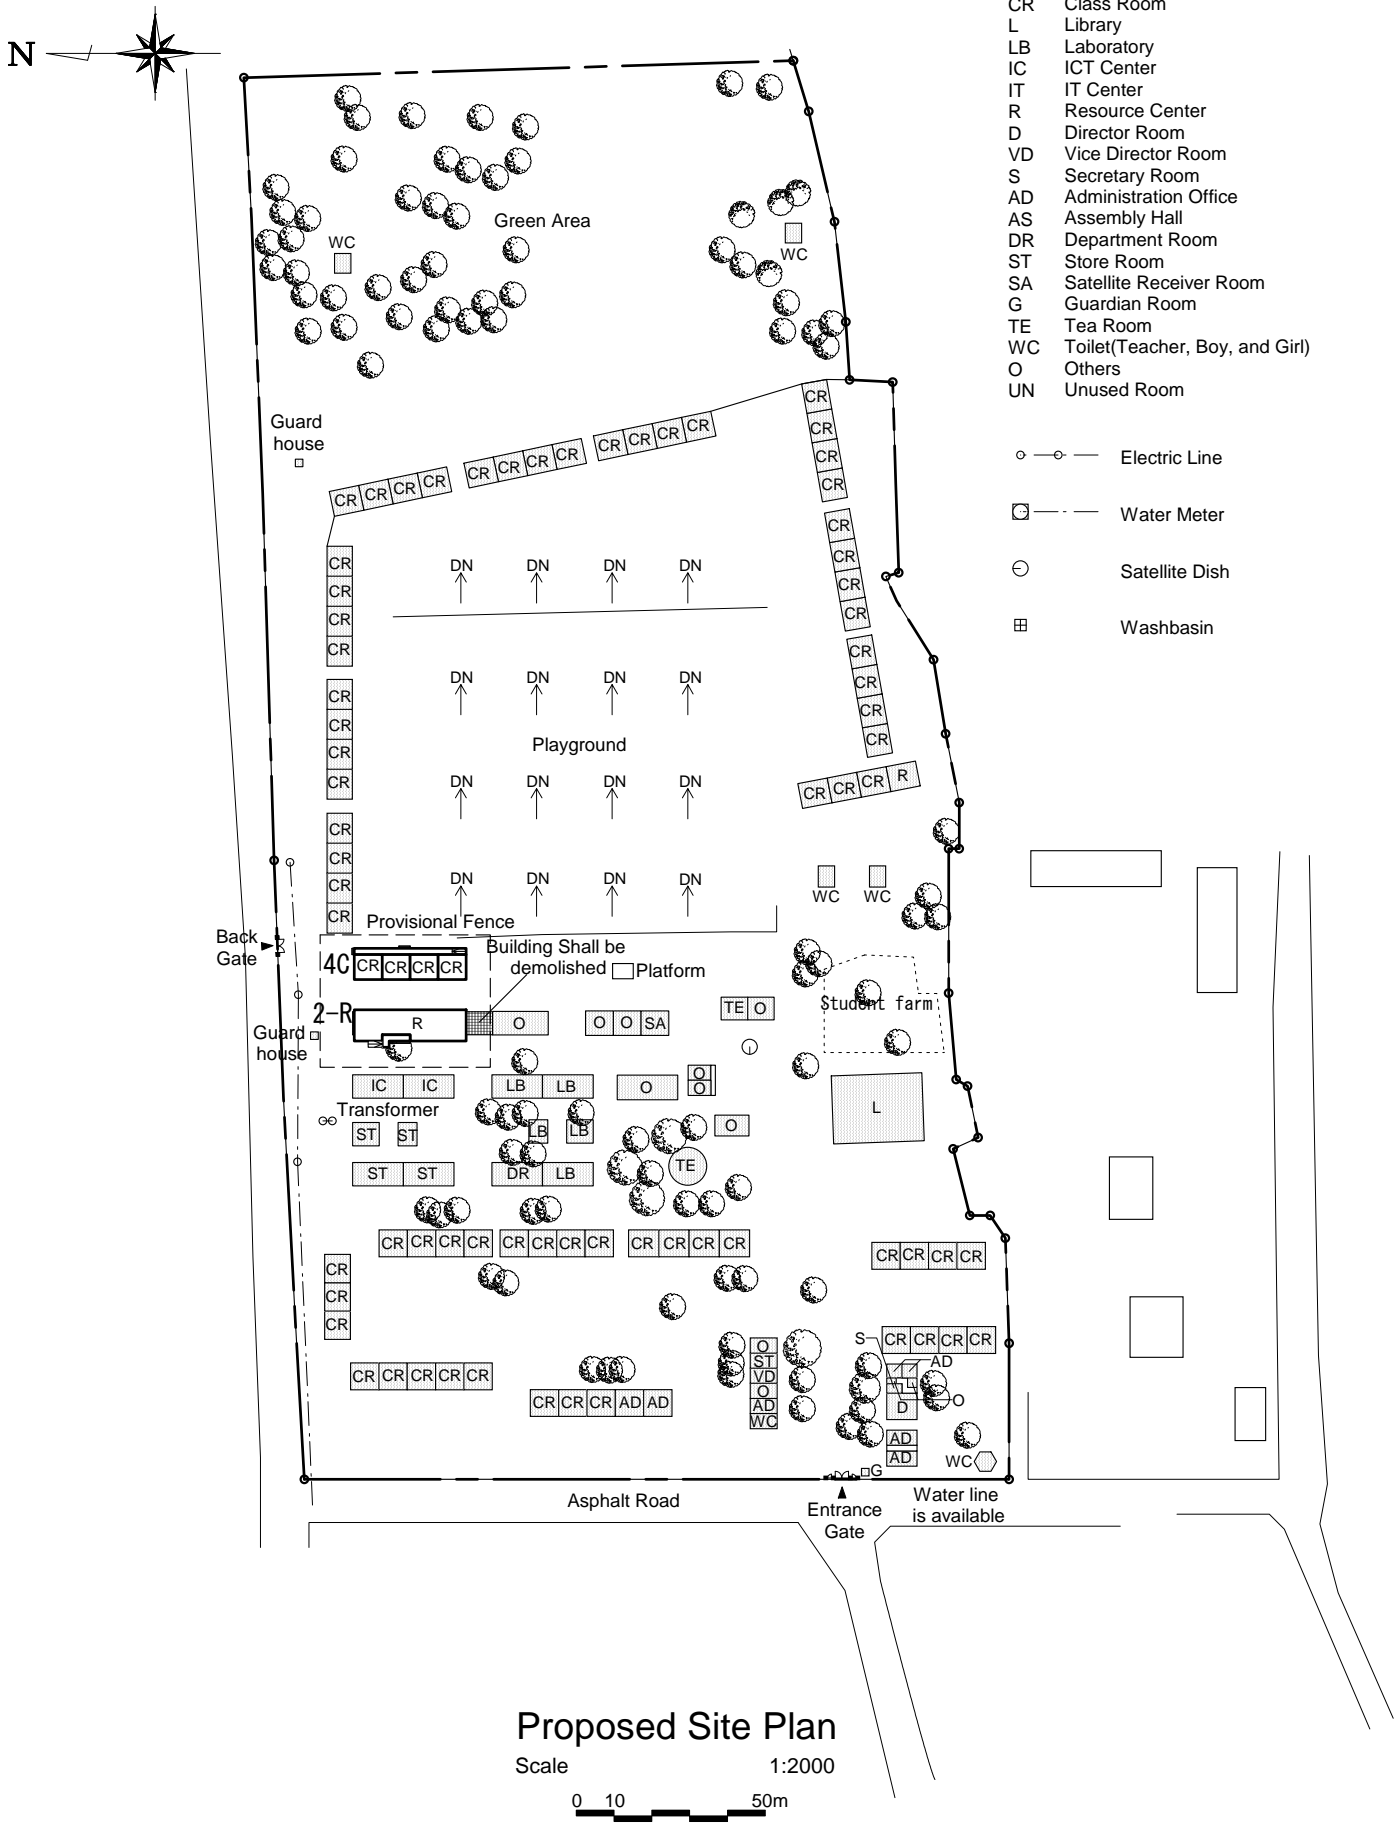 N
CR Class Room
L Library
LB Laboratory
IC ICT Center
IT IT Center
R Resource Center
D Director Room
VD Vice Director Room
S Secretary Room
AD Administration Office
AS Assembly Hall
DR Department Room
ST Store Room
SA Satellite Receiver Room
G Guardian Room
TE Tea Room
WC Toilet(Teacher, Boy, and Girl)
O Others
UN Unused Room
Electric Line
Water Meter
Satellite Dish
Washbasin
Green Area
WC
WC
Guard
house
CR
CR
CR
CR
CR CR CR CR
CR CR CR CR
CR CR CR CR
CR
CR
CR
CR
CR
CR
CR
CR
DN DN DN DN
CR
CR
CR
CR
DN DN DN DN
CR
CR
CR
CR
Playground
CR CR CR R
DN DN DN DN
CR
CR
CR
CR
DN DN DN DN
WC WC
Provisional Fence
Back
Gate
Building Shall be
demolished
Platform
4C
CR CR CR CR
2-R
R
O
O O SA
TE O
Student farm
Guard
house
IC IC
LB LB
O
O
O
L
Transformer
ST ST
LB LB
O
ST ST
DR LB
TE
CR CR CR CR
CR CR CR CR
CR CR CR CR
CR CR CR CR
CR
CR
CR
CR CR CR CR CR
CR CR CR AD AD
O
ST
VD
O
AD
WC
CR CR CR CR
S
AD
O
D
AD
AD
WC
G
Asphalt Road
Entrance
Gate
Water line
is available
Proposed Site Plan
Scale 1:2000
0 10 50m